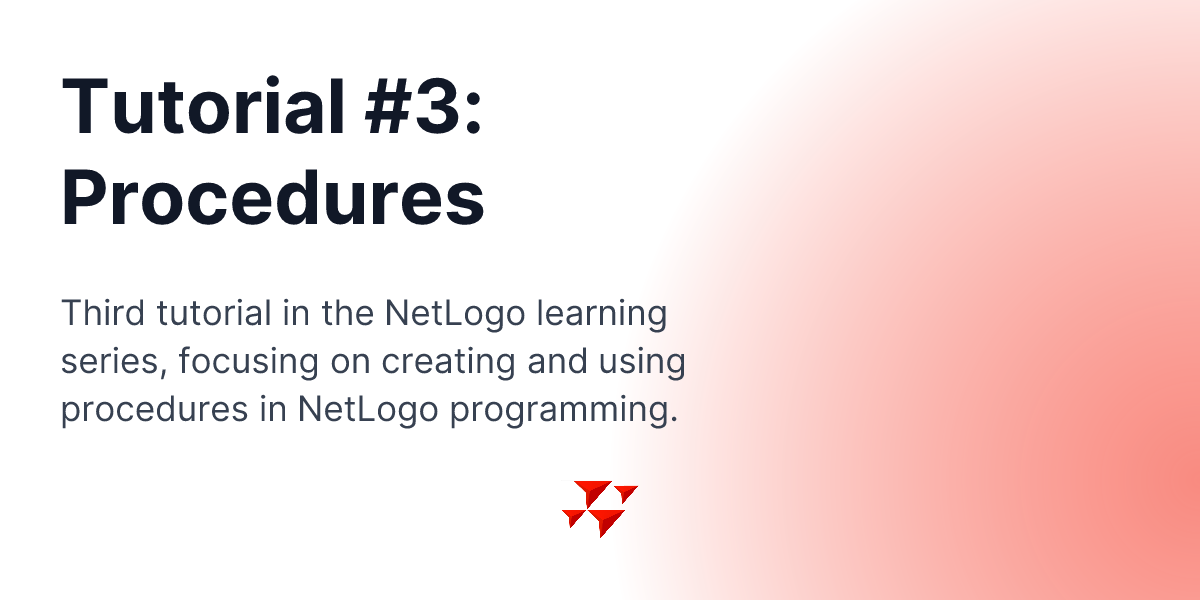 Tutorial #3:
Procedures
Third tutorial in the NetLogo learning
series, focusing on creating and using
procedures in NetLogo programming.